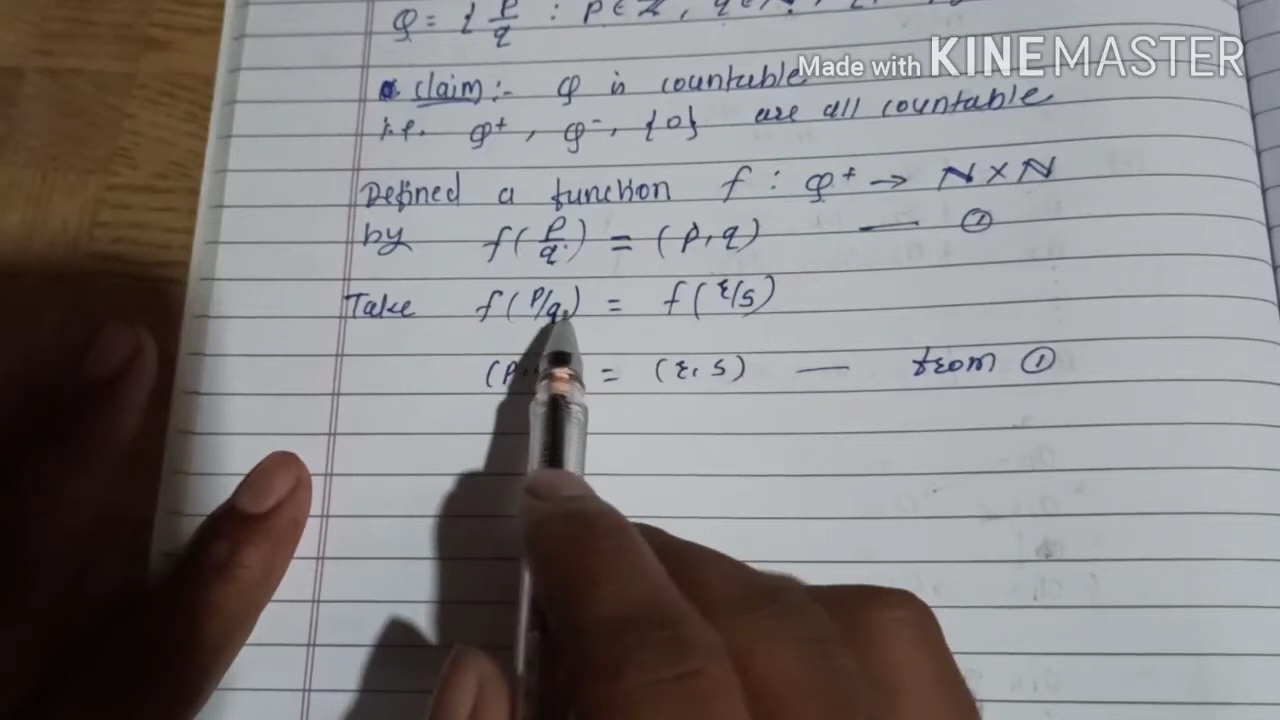 Q = { p/q : p ∈ Z, q ∈ N,
Made with KINEMASTER
claim:- Q is countable
i.e. Q+, Q-, {0} are all countable
Defined a function f : Q+ → N×N
by f(p/q) = (p,q) — ①
Take f(p/q) = f(r/s)
(p = (r,s) — from ①